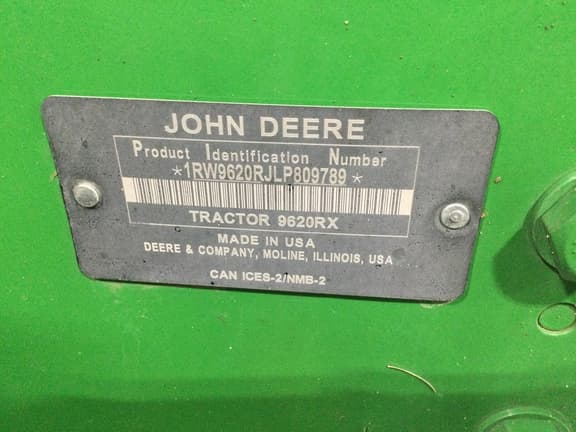 JOHN DEERE
Product Identification Number
*1RW9620RJLP809789*
TRACTOR 9620RX
MADE IN USA
DEERE & COMPANY, MOLINE, ILLINOIS, USA
CAN ICES-2/NMB-2